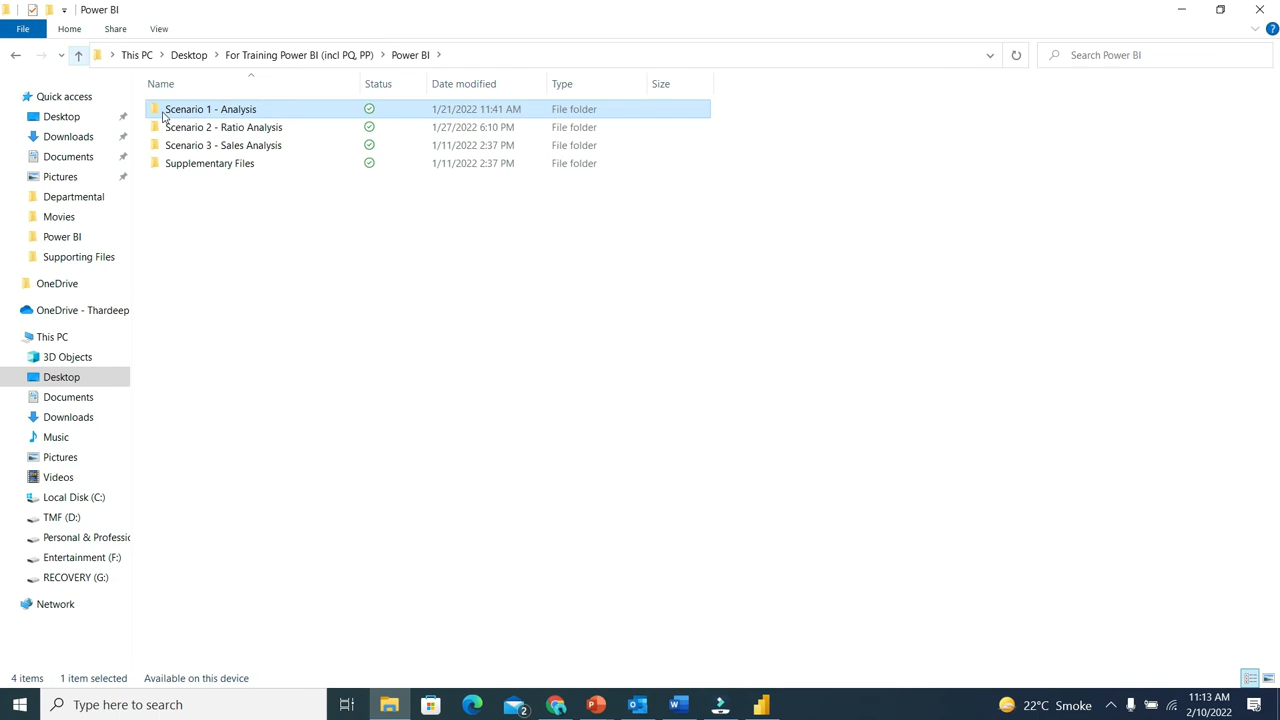 Power BI
File Home Share View
This PC Desktop For Training Power BI (incl PQ, PP) Power BI Search Power BI
Name Status Date modified Type Size
Quick access
Desktop
Downloads
Documents
Pictures
Departmental
Movies
Power BI
Supporting Files
OneDrive
OneDrive - Thardeep
This PC
3D Objects
Desktop
Documents
Downloads
Music
Pictures
Videos
Local Disk (C:)
TMF (D:)
Personal & Professic
Entertainment (F:)
RECOVERY (G:)
Network
Scenario 1 - Analysis 1/21/2022 11:41 AM File folder
Scenario 2 - Ratio Analysis 1/27/2022 6:10 PM File folder
Scenario 3 - Sales Analysis 1/11/2022 2:37 PM File folder
Supplementary Files 1/11/2022 2:37 PM File folder
4 items 1 item selected Available on this device
Type here to search 2 22°C Smoke 11:13 AM
2/10/2022